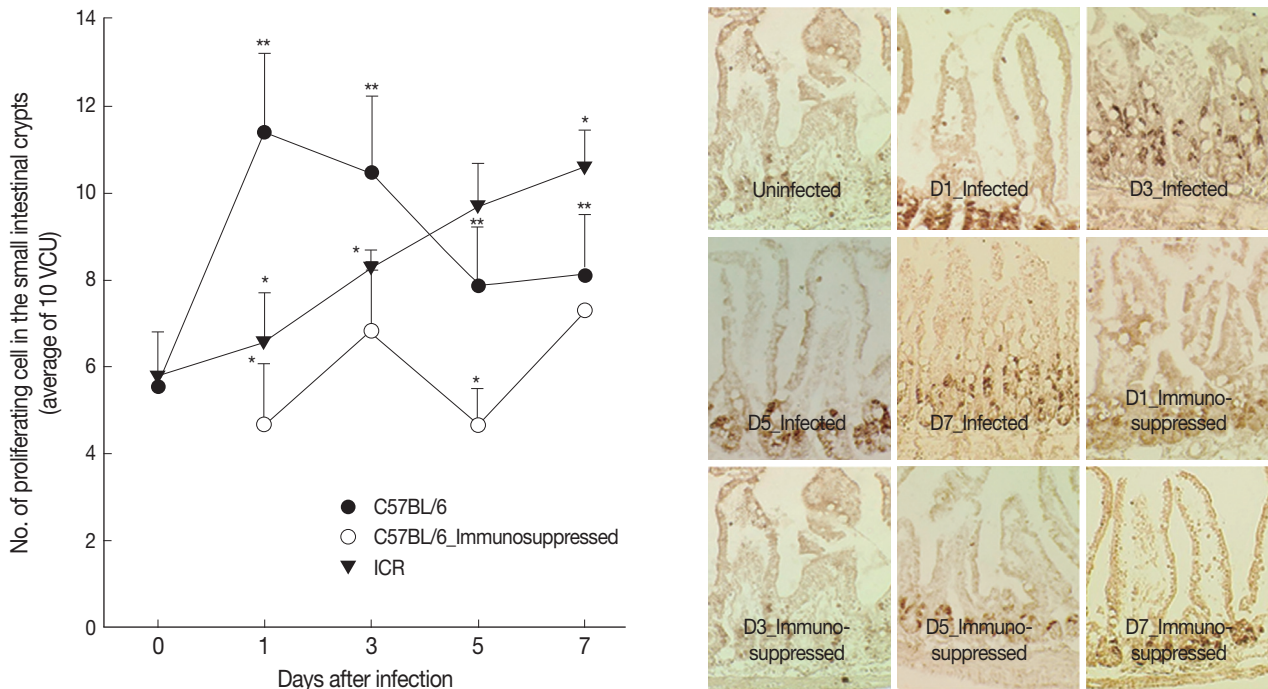 No. of proliferating cell in the small intestinal crypts
(average of 10 VCU)
14
12
10
8
6
4
2
0
**
**
*
*
*
**
**
*
*
C57BL/6
C57BL/6_Immunosuppressed
ICR
0 1 3 5 7
Days after infection
Uninfected
D1_Infected
D3_Infected
D5_Infected
D7_Infected
D1_Immuno-
suppressed
D3_Immuno-
suppressed
D5_Immuno-
suppressed
D7_Immuno-
suppressed